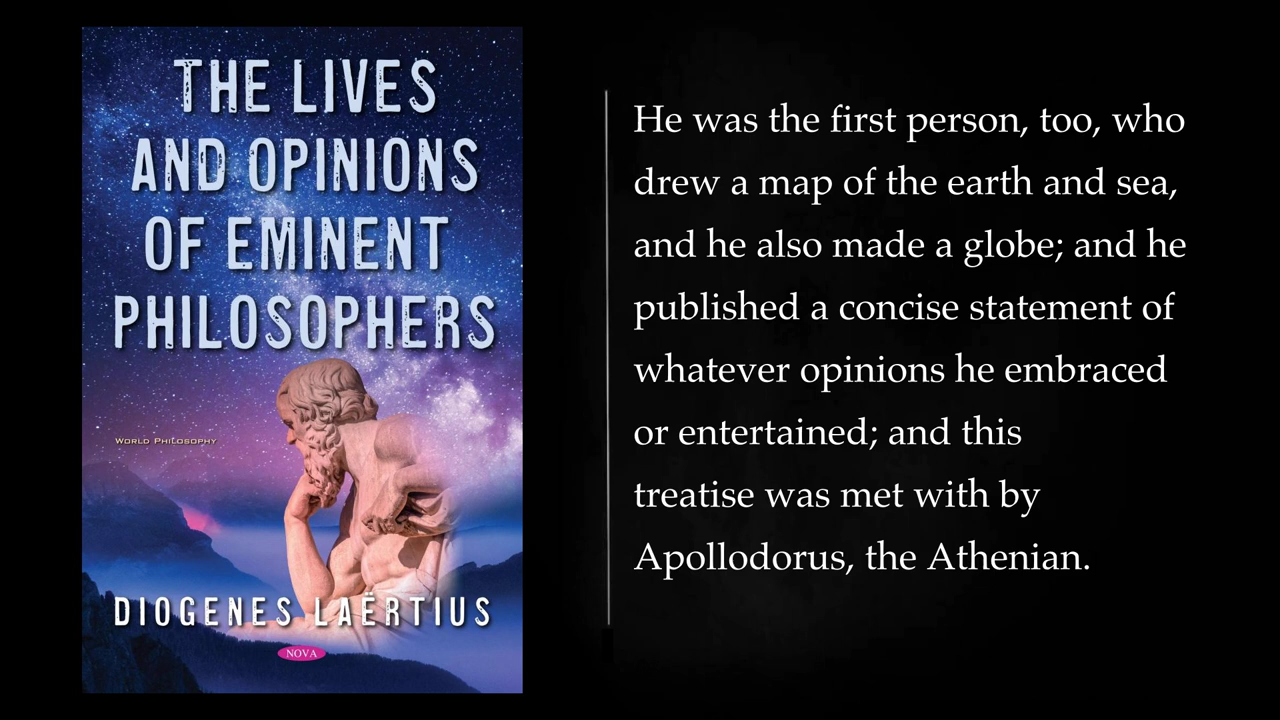 THE LIVES
AND OPINIONS
OF EMINENT
PHILOSOPHERS
WORLD PHILOSOPHY
DIOGENES LAËRTIUS
NOVA
He was the first person, too, who
drew a map of the earth and sea,
and he also made a globe; and he
published a concise statement of
whatever opinions he embraced
or entertained; and this
treatise was met with by
Apollodorus, the Athenian.